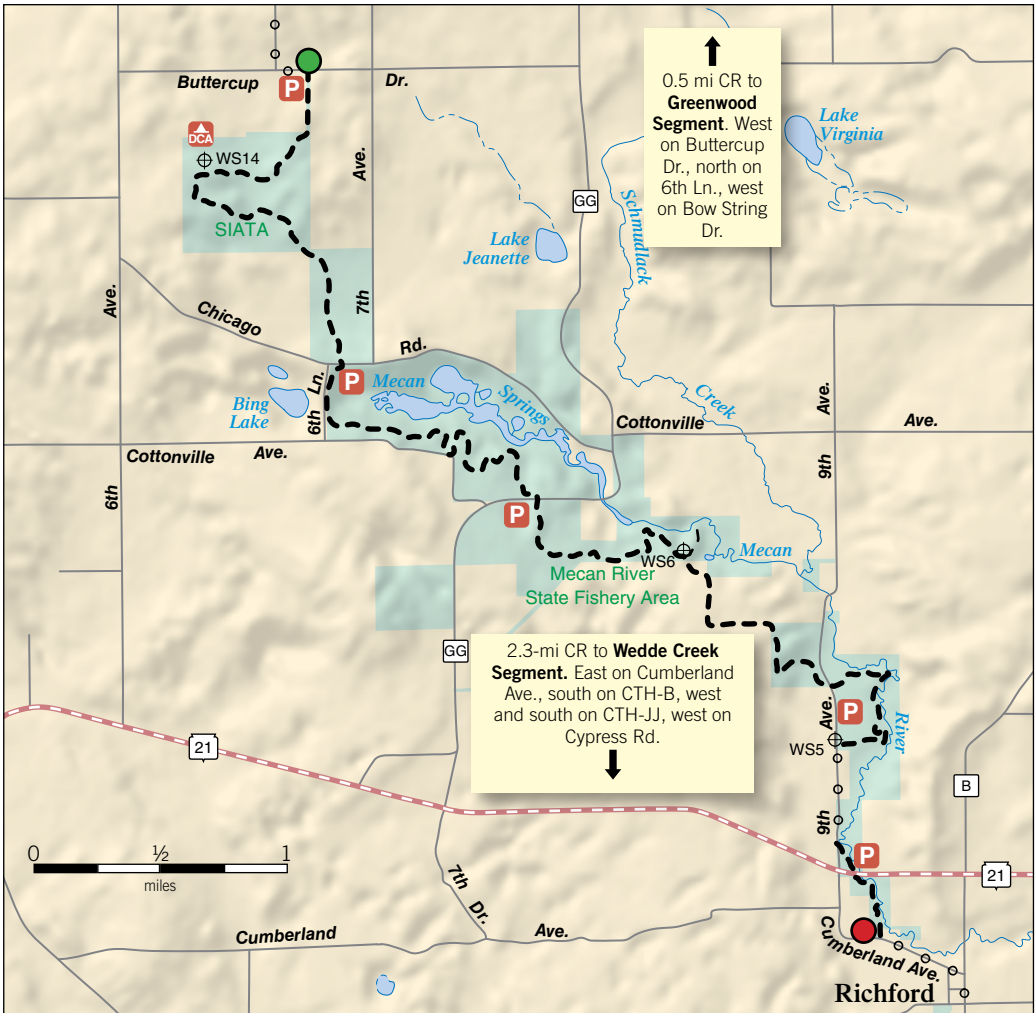 Buttercup
Dr.
P
DCA
WS14
SIATA
Ave.
7th
0.5 mi CR to
Greenwood
Segment. West
on Buttercup
Dr., north on
6th Ln., west
on Bow String
Dr.
Lake
Virginia
GG
Schmudlack
Creek
Lake
Jeanette
Ave.
6th
Chicago
Rd.
P
Mecan
Springs
Bing
Lake
6th
Ln.
Cottonville
Ave.
Cottonville
Ave.
Ave.
9th
P
WS6
Mecan
River
Mecan River
State Fishery Area
GG
2.3-mi CR to Wedde Creek
Segment. East on Cumberland
Ave., south on CTH-B, west
and south on CTH-JJ, west on
Cypress Rd.
Ave.
9th
P
WS5
B
21
0
½
1
miles
P
21
7th
Dr.
Cumberland
Ave.
Cumberland Ave.
Richford